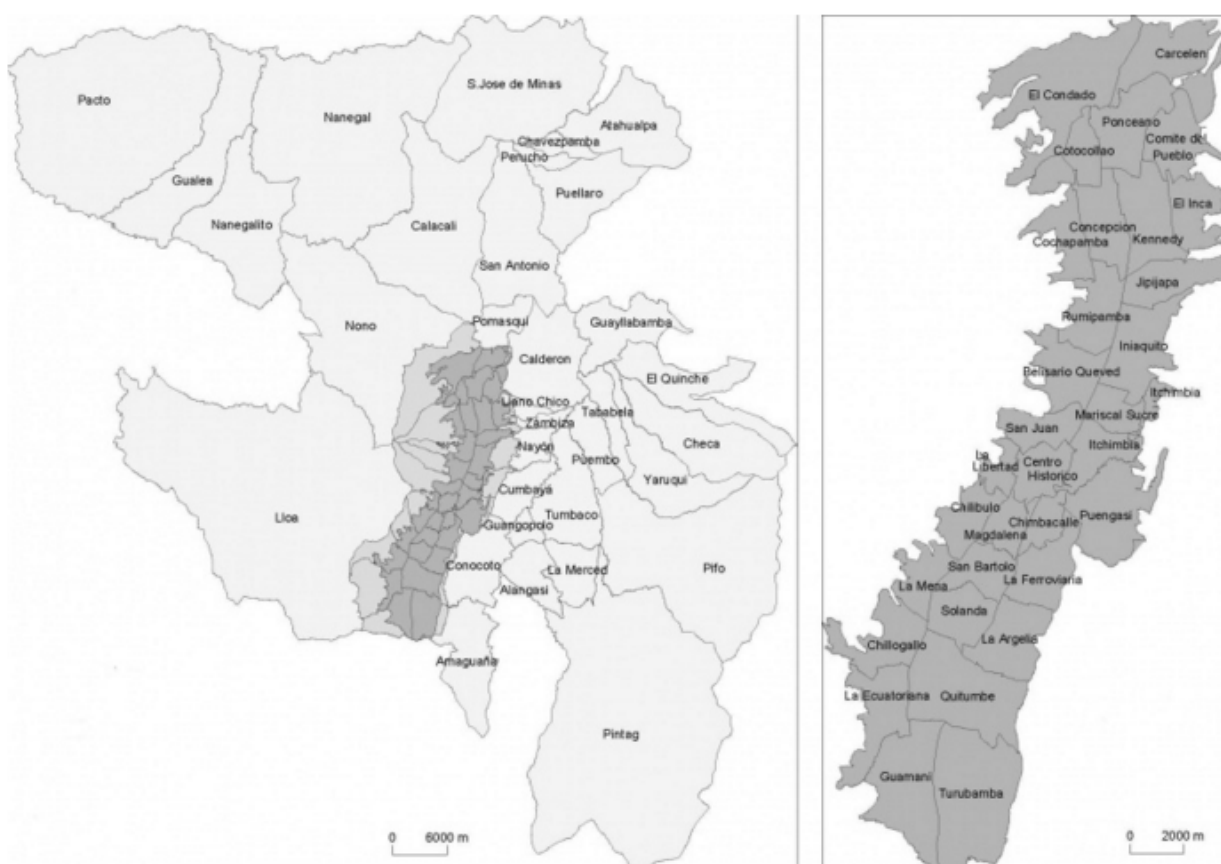 Pacto
Nanegal
S.Jose de Minas
Atahualpa
Chavezpamba
Perucho
Gualea
Puellaro
Nanegalito
Calacali
San Antonio
Nono
Pomasqui
Guayllabamba
Calderon
El Quinche
Llano Chico
Tababela
Zambiza
Checa
Nayón
Puembo
Yaruqui
Cumbaya
Lloa
Guangopolo
Tumbaco
Conocoto
La Merced
Pifo
Alangasi
Amaguaña
Pintag
0 6000 m
Carcelen
El Condado
Ponceano
Comite del
Pueblo
Cotocollao
El Inca
Concepcion
Cochapamba
Kennedy
Jipijapa
Rumipamba
Iniaquito
Belisario Queved
Itchimbia
Mariscal Sucre
San Juan
Itchimbia
La
Libertad
Centro
Historico
Chilibulo
Puengasi
Chimbacalle
Magdalena
San Bartolo
La Ferroviaria
La Mena
Solanda
La Argelia
Chillogallo
La Ecuatoriana
Quitumbe
Guamani
Turubamba
0 2000 m